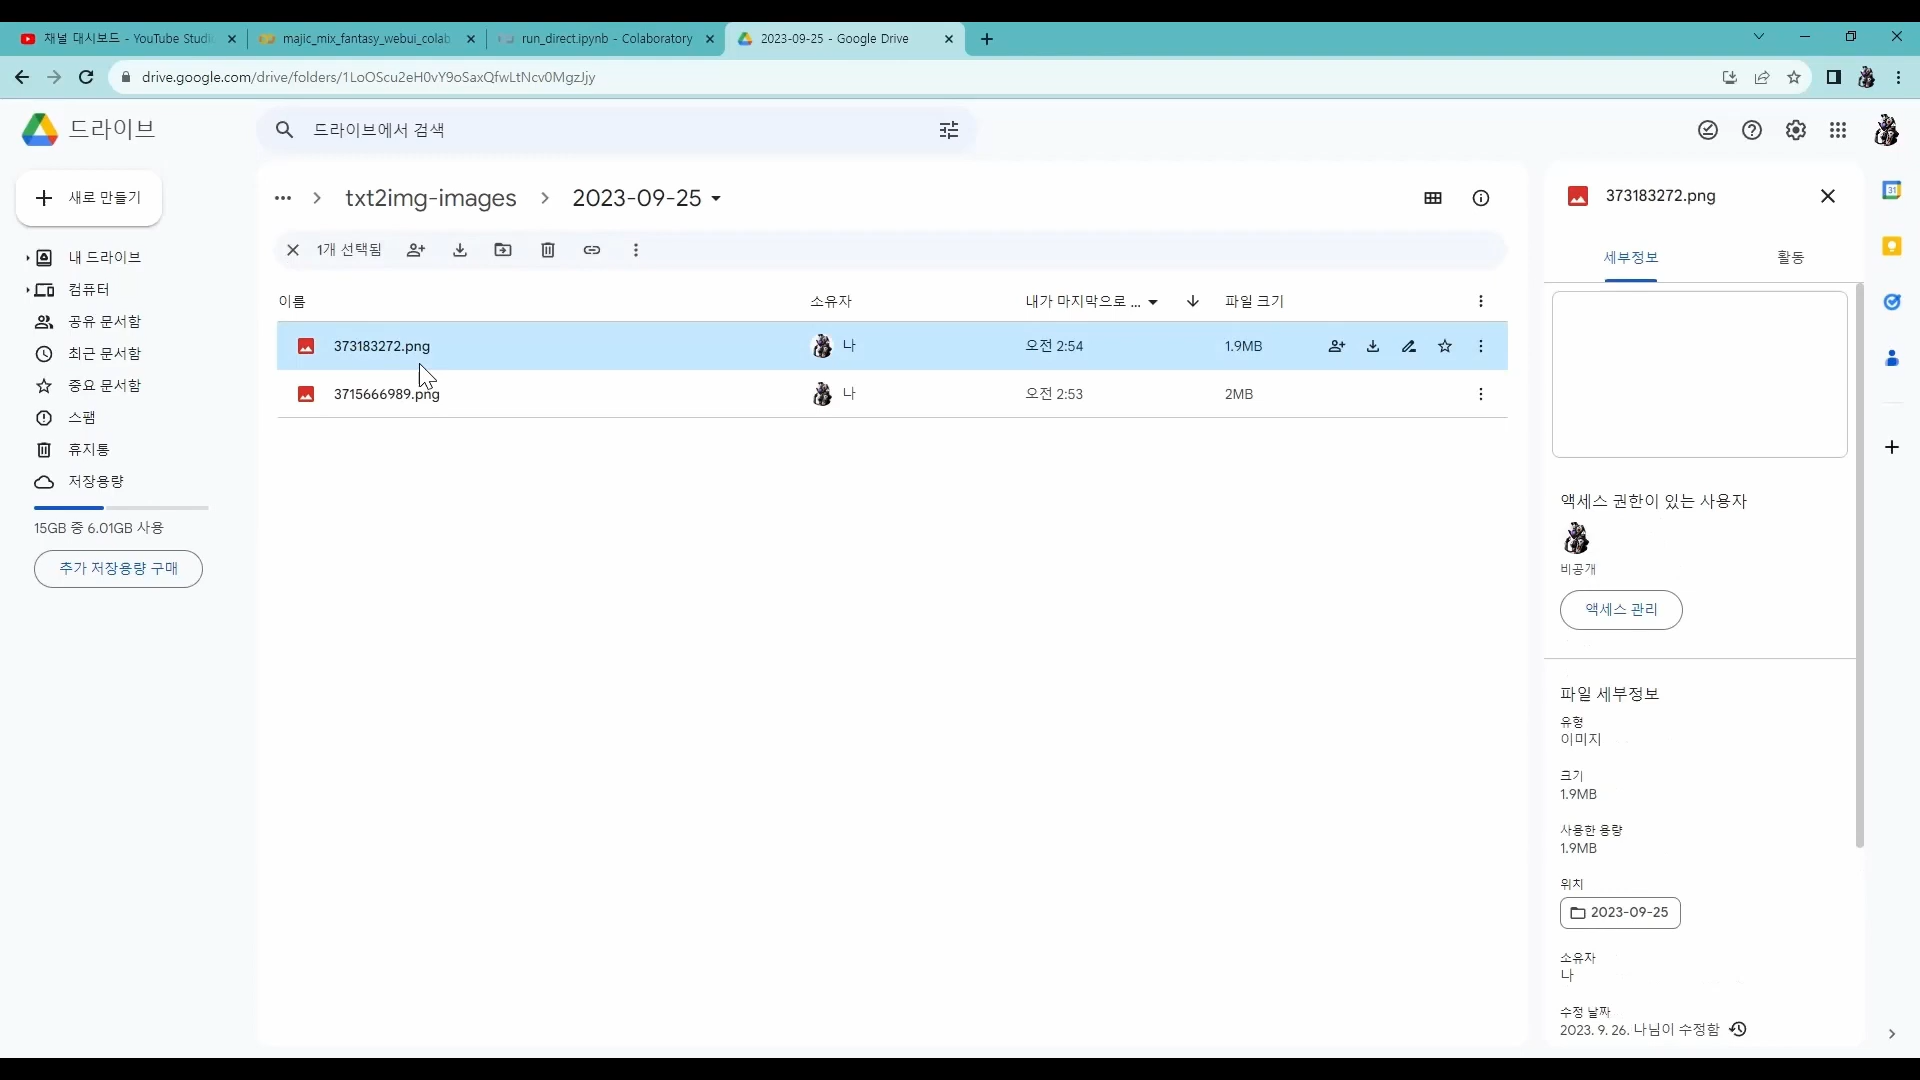 채널 대시보드 - YouTube Studi
majic_mix_fantasy_webui_colab
run_direct.ipynb - Colaboratory
2023-09-25 - Google Drive
drive.google.com/drive/folders/1LoOScu2eH0vY9oSaxQfwLtNcv0MgzJjy
드라이브
드라이브에서 검색
새로 만들기
내 드라이브
컴퓨터
공유 문서함
최근 문서함
중요 문서함
스팸
휴지통
저장용량
15GB 중 6.01GB 사용
추가 저장용량 구매
txt2img-images
2023-09-25
1개 선택됨
이름 소유자 내가 마지막으로 ... 파일 크기
373183272.png 나 오전 2:54 1.9MB
3715666989.png 나 오전 2:53 2MB
373183272.png
세부정보 활동
액세스 권한이 있는 사용자
비공개
액세스 관리
파일 세부정보
유형
이미지
크기
1.9MB
사용한 용량
1.9MB
위치
2023-09-25
소유자
나
수정 날짜
2023. 9. 26. 나님이 수정함
31